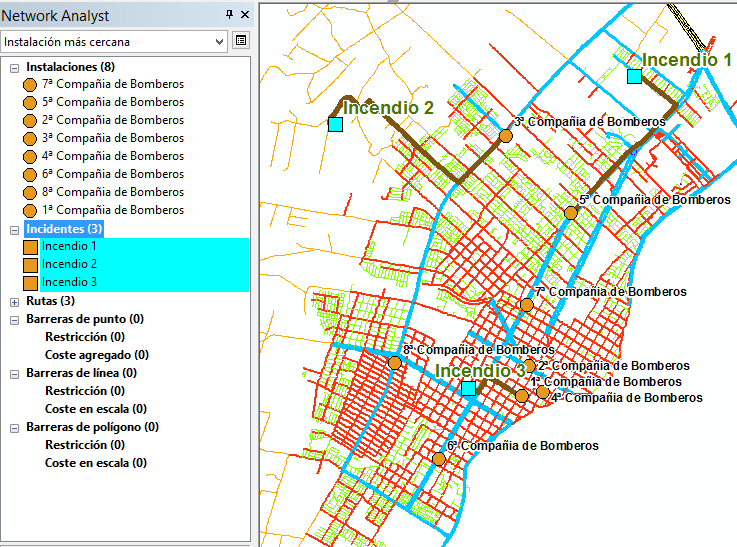 Network Analyst
Instalación más cercana
Instalaciones (8)
7ª Compañia de Bomberos
5ª Compañia de Bomberos
2ª Compañia de Bomberos
3ª Compañia de Bomberos
4ª Compañia de Bomberos
6ª Compañia de Bomberos
8ª Compañia de Bomberos
1ª Compañia de Bomberos
Incidentes (3)
Incendio 1
Incendio 2
Incendio 3
Rutas (3)
Barreras de punto (0)
Restricción (0)
Coste agregado (0)
Barreras de línea (0)
Restricción (0)
Coste en escala (0)
Barreras de polígono (0)
Restricción (0)
Coste en escala (0)
Incendio 1
Incendio 2
3ª Compañia de Bomberos
5ª Compañia de Bomberos
7ª Compañia de Bomberos
8ª Compañia de Bomberos
2ª Compañia de Bomberos
Incendio 3
1ª Compañia de Bomberos
4ª Compañia de Bomberos
6ª Compañia de Bomberos